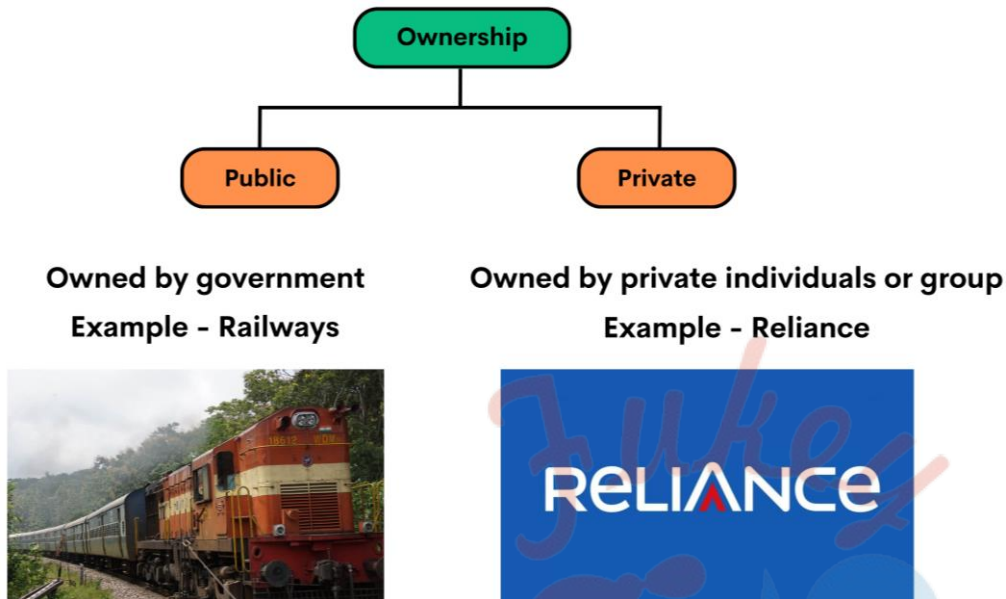 Ownership
Public
Private
Owned by government
Example - Railways
Owned by private individuals or group
Example - Reliance
RELIANCE